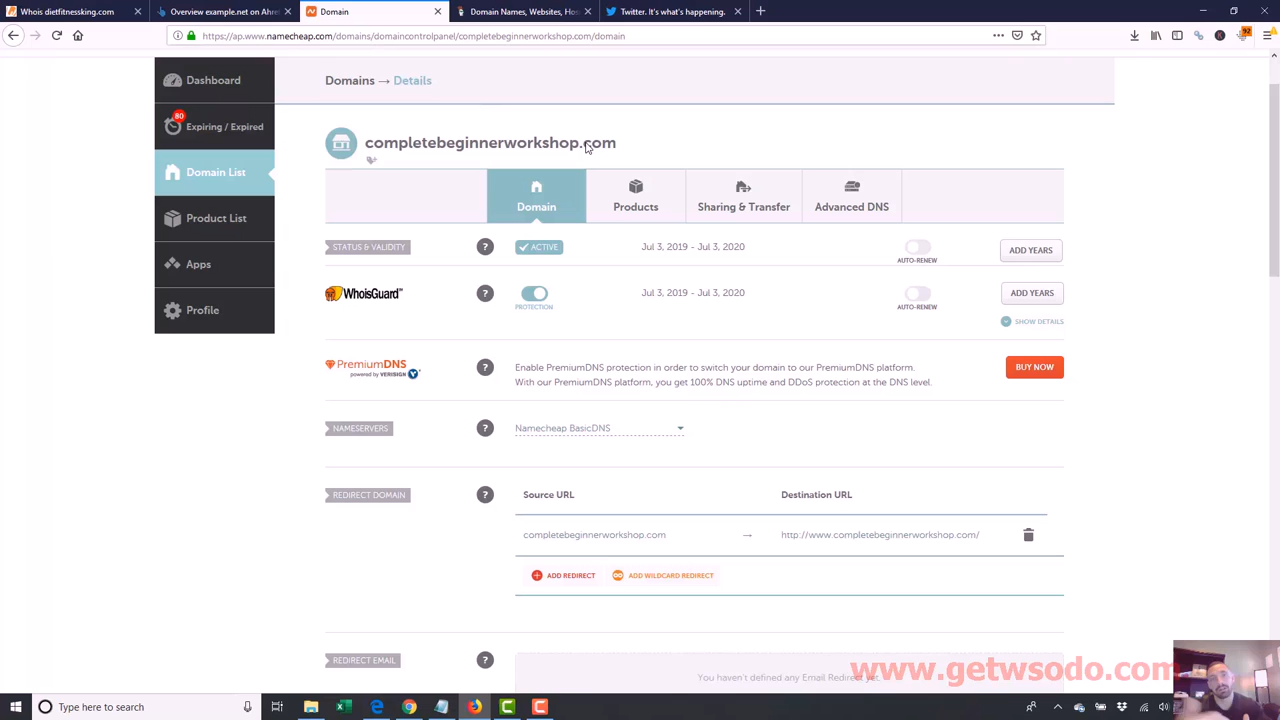 Whois dietfitnessking.com
Overview example.net on Ahre
Domain
Domain Names, Websites, Hos
Twitter. It's what's happening.
https://ap.www.namecheap.com/domains/domaincontrolpanel/completebeginnerworkshop.com/domain
92
Dashboard
80
Expiring / Expired
Domain List
Product List
Apps
Profile
Domains → Details
completebeginnerworkshop.com
Domain
Products
Sharing & Transfer
Advanced DNS
STATUS & VALIDITY
?
ACTIVE
Jul 3, 2019 - Jul 3, 2020
AUTO-RENEW
ADD YEARS
WhoisGuard
?
PROTECTION
Jul 3, 2019 - Jul 3, 2020
AUTO-RENEW
ADD YEARS
SHOW DETAILS
PremiumDNS
powered by VERISIGN
?
Enable PremiumDNS protection in order to switch your domain to our PremiumDNS platform.
With our PremiumDNS platform, you get 100% DNS uptime and DDoS protection at the DNS level.
BUY NOW
NAMESERVERS
?
Namecheap BasicDNS
REDIRECT DOMAIN
?
Source URL
Destination URL
completebeginnerworkshop.com
→
http://www.completebeginnerworkshop.com/
ADD REDIRECT
ADD WILDCARD REDIRECT
REDIRECT EMAIL
?
You haven't defined any Email Redirect yet.
www.getwsodo.com
Type here to search